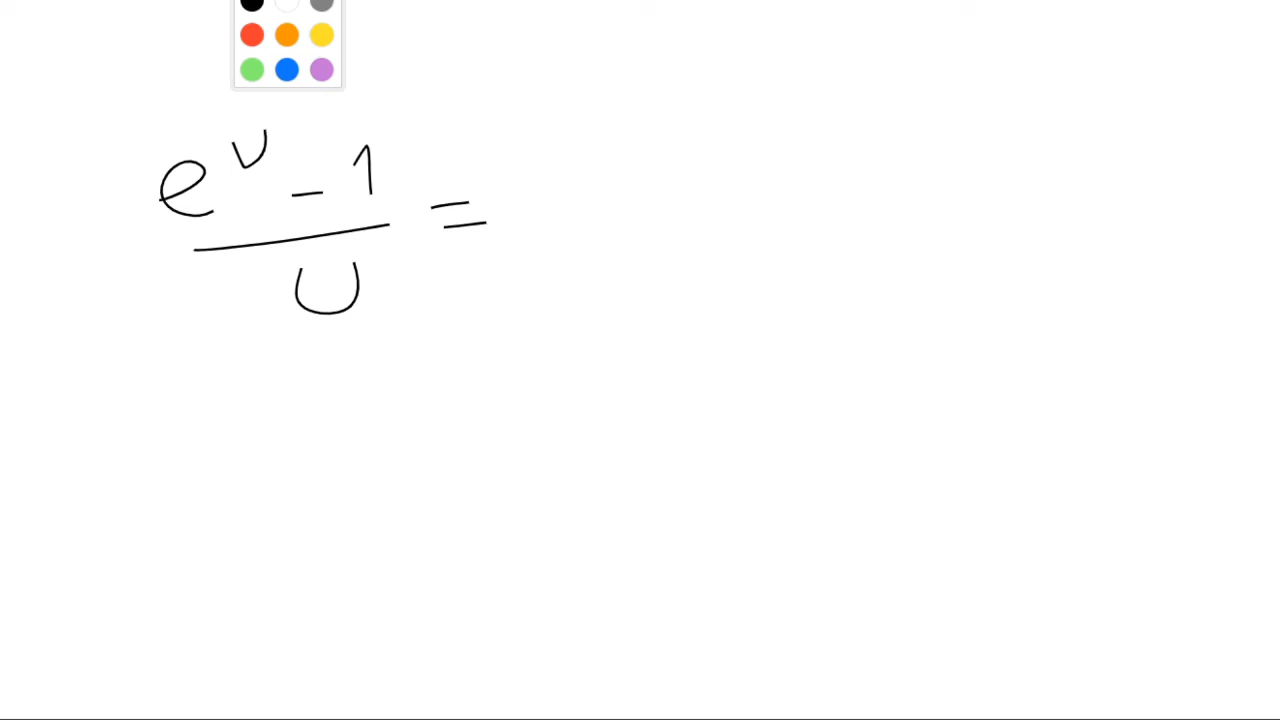 e^υ - 1 / U =